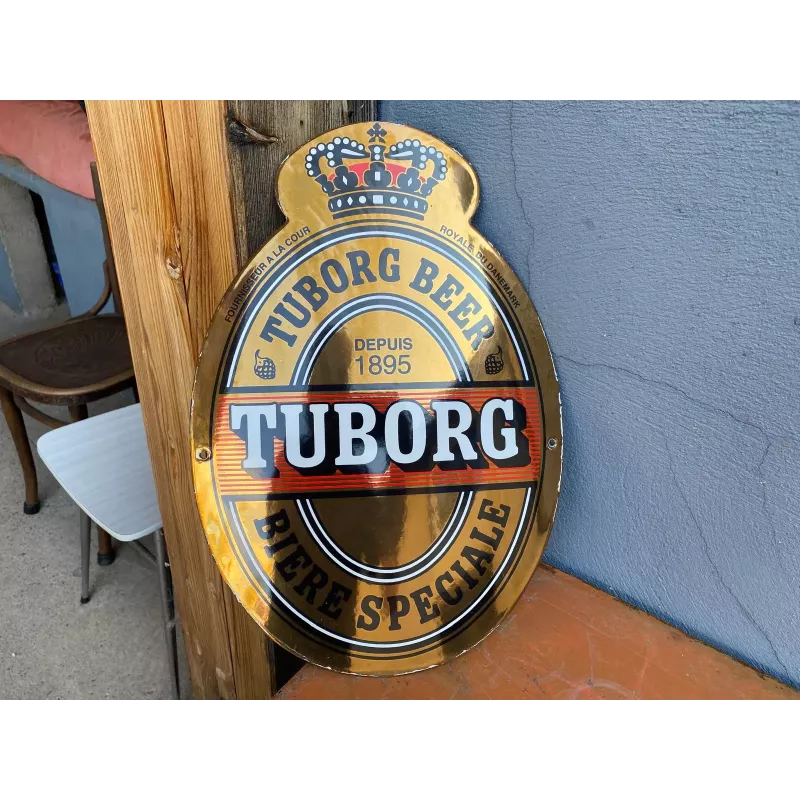 FOURNISSEUR A LA COUR ROYALE DU DANEMARK
TUBORG BEER
DEPUIS
1895
TUBORG
BIERE SPECIALE